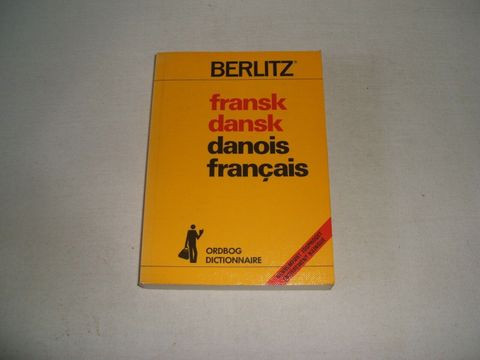 BERLITZ®
fransk
dansk
danois
français
ORDBOG
DICTIONNAIRE